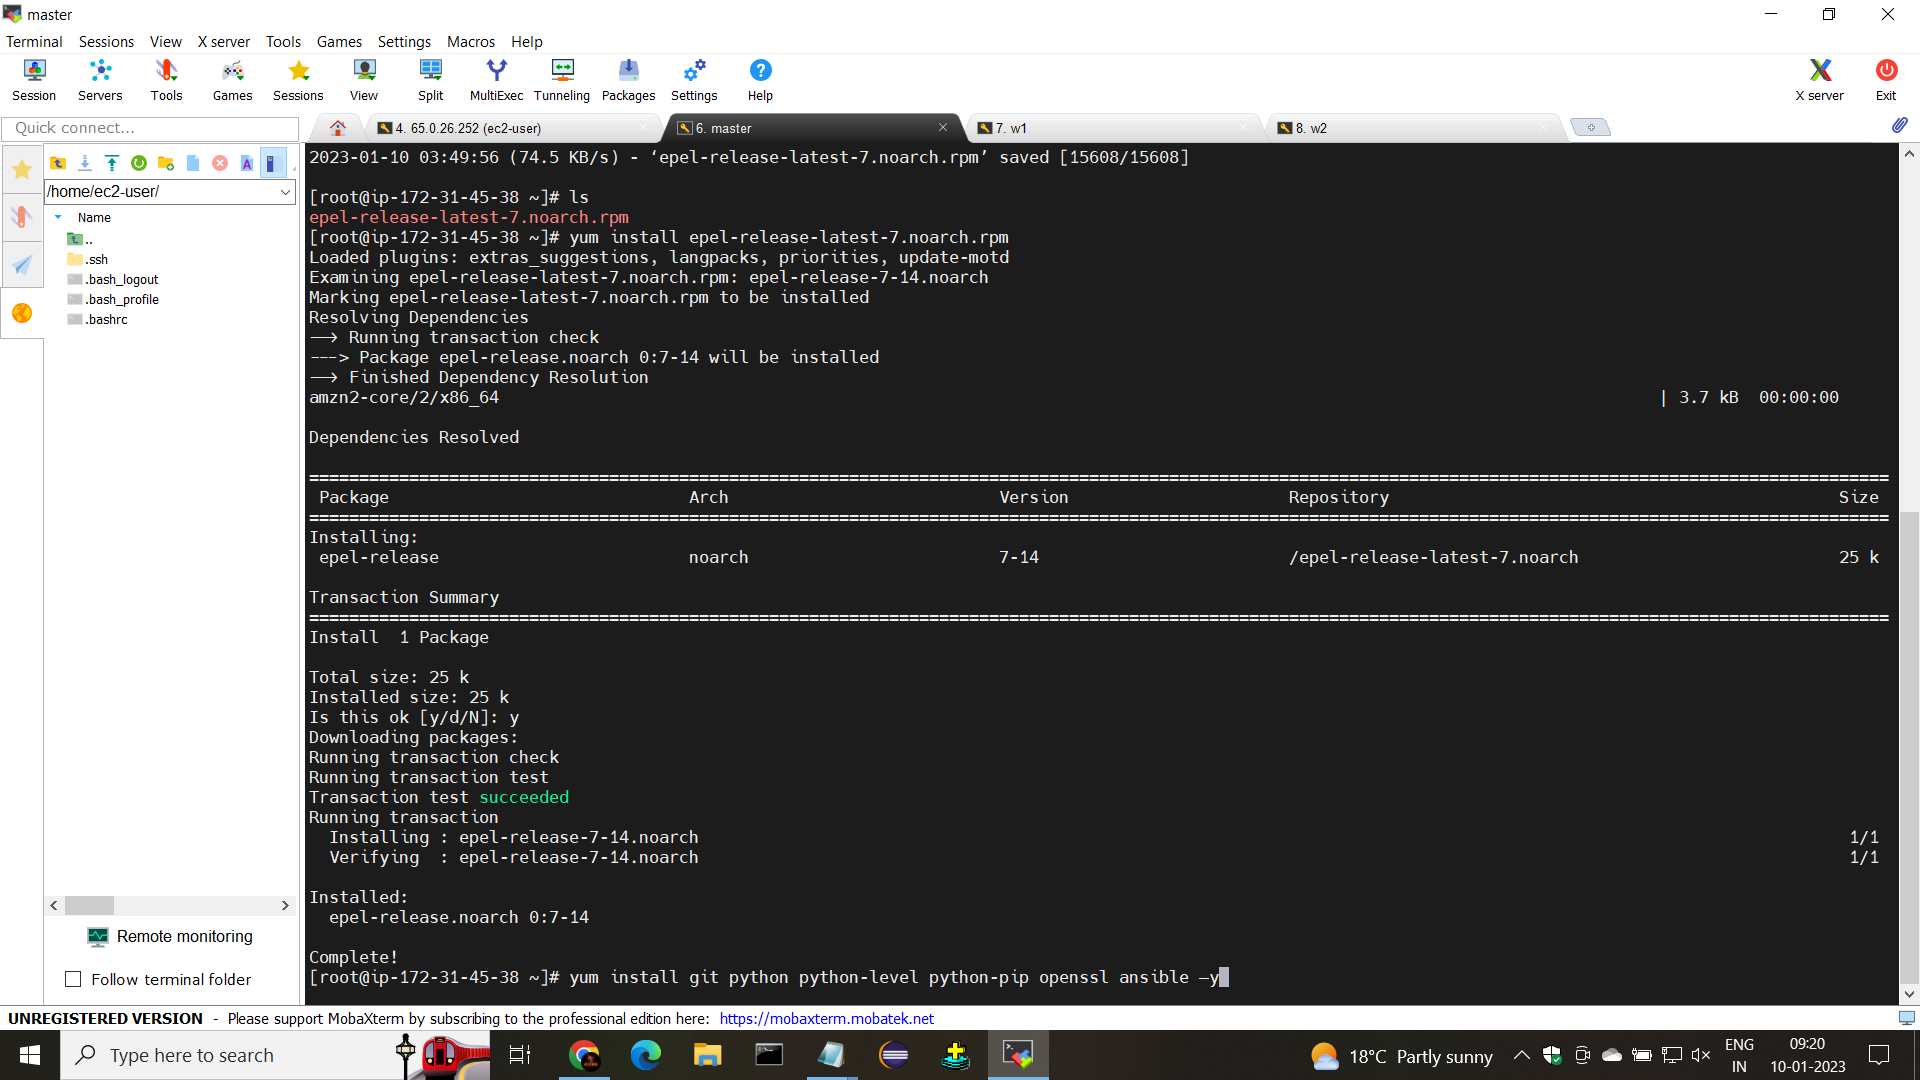 master
Terminal Sessions View X server Tools Games Settings Macros Help
Session Servers Tools Games Sessions View Split MultiExec Tunneling Packages Settings Help X server Exit
Quick connect...
4. 65.0.26.252 (ec2-user)
6. master
7. w1
8. w2
/home/ec2-user/
Name
..
.ssh
.bash_logout
.bash_profile
.bashrc
Remote monitoring
Follow terminal folder
2023-01-10 03:49:56 (74.5 KB/s) - ‘epel-release-latest-7.noarch.rpm’ saved [15608/15608]
[root@ip-172-31-45-38 ~]# ls
epel-release-latest-7.noarch.rpm
[root@ip-172-31-45-38 ~]# yum install epel-release-latest-7.noarch.rpm
Loaded plugins: extras_suggestions, langpacks, priorities, update-motd
Examining epel-release-latest-7.noarch.rpm: epel-release-7-14.noarch
Marking epel-release-latest-7.noarch.rpm to be installed
Resolving Dependencies
--> Running transaction check
---> Package epel-release.noarch 0:7-14 will be installed
--> Finished Dependency Resolution
amzn2-core/2/x86_64 | 3.7 kB 00:00:00
Dependencies Resolved
Package Arch Version Repository Size
Installing:
epel-release noarch 7-14 /epel-release-latest-7.noarch 25 k
Transaction Summary
Install 1 Package
Total size: 25 k
Installed size: 25 k
Is this ok [y/d/N]: y
Downloading packages:
Running transaction check
Running transaction test
Transaction test succeeded
Running transaction
Installing : epel-release-7-14.noarch 1/1
Verifying : epel-release-7-14.noarch 1/1
Installed:
epel-release.noarch 0:7-14
Complete!
[root@ip-172-31-45-38 ~]# yum install git python python-level python-pip openssl ansible –y
UNREGISTERED VERSION - Please support MobaXterm by subscribing to the professional edition here: https://mobaxterm.mobatek.net
Type here to search
18°C Partly sunny
ENG
IN
09:20
10-01-2023